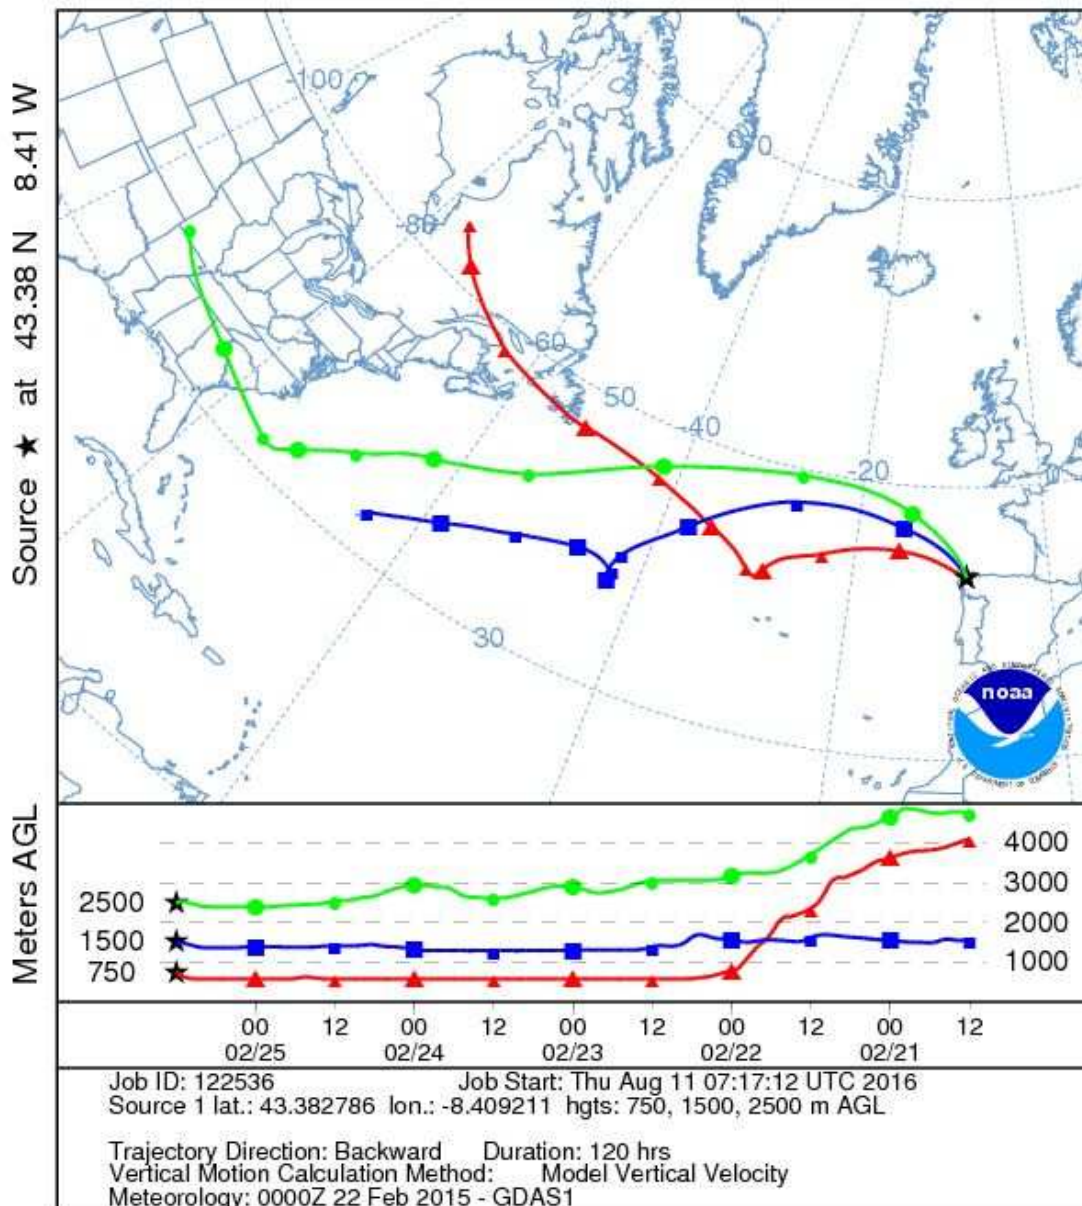 Source ★ at 43.38 N 8.41 W
-100
-80
-60
50
-40
-20
30
noaa
Meters AGL
2500
1500
750
4000
3000
2000
1000
00 12 00 12 00 12 00 12 00 12
02/25 02/24 02/23 02/22 02/21
Job ID: 122536 Job Start: Thu Aug 11 07:17:12 UTC 2016
Source 1 lat.: 43.382786 lon.: -8.409211 hgts: 750, 1500, 2500 m AGL
Trajectory Direction: Backward Duration: 120 hrs
Vertical Motion Calculation Method: Model Vertical Velocity
Meteorology: 0000Z 22 Feb 2015 - GDAS1